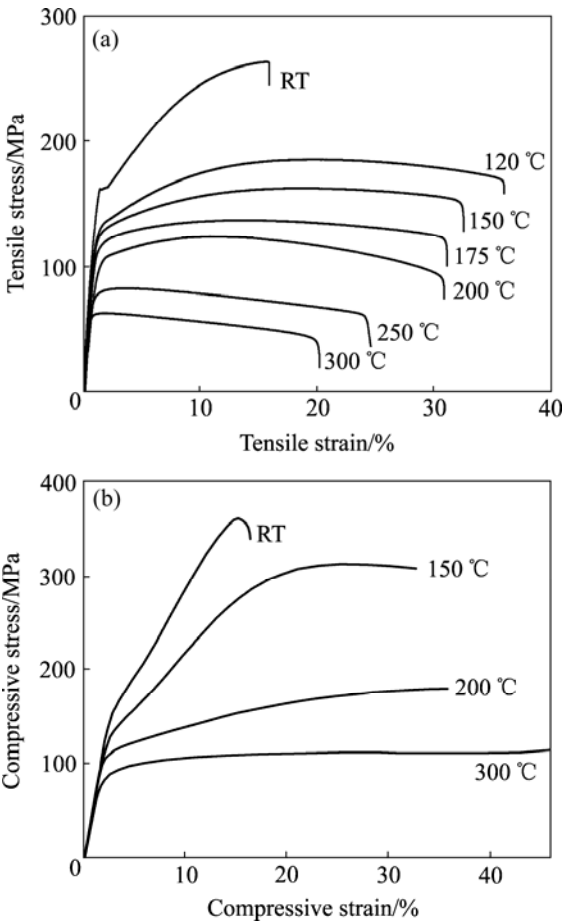 300
(a)
RT
200
120 ℃
150 ℃
175 ℃
100
200 ℃
250 ℃
300 ℃
0 10 20 30 40
Tensile stress/MPa
Tensile strain/%
400
(b)
RT
300
150 ℃
200
200 ℃
100
300 ℃
0 10 20 30 40
Compressive stress/MPa
Compressive strain/%